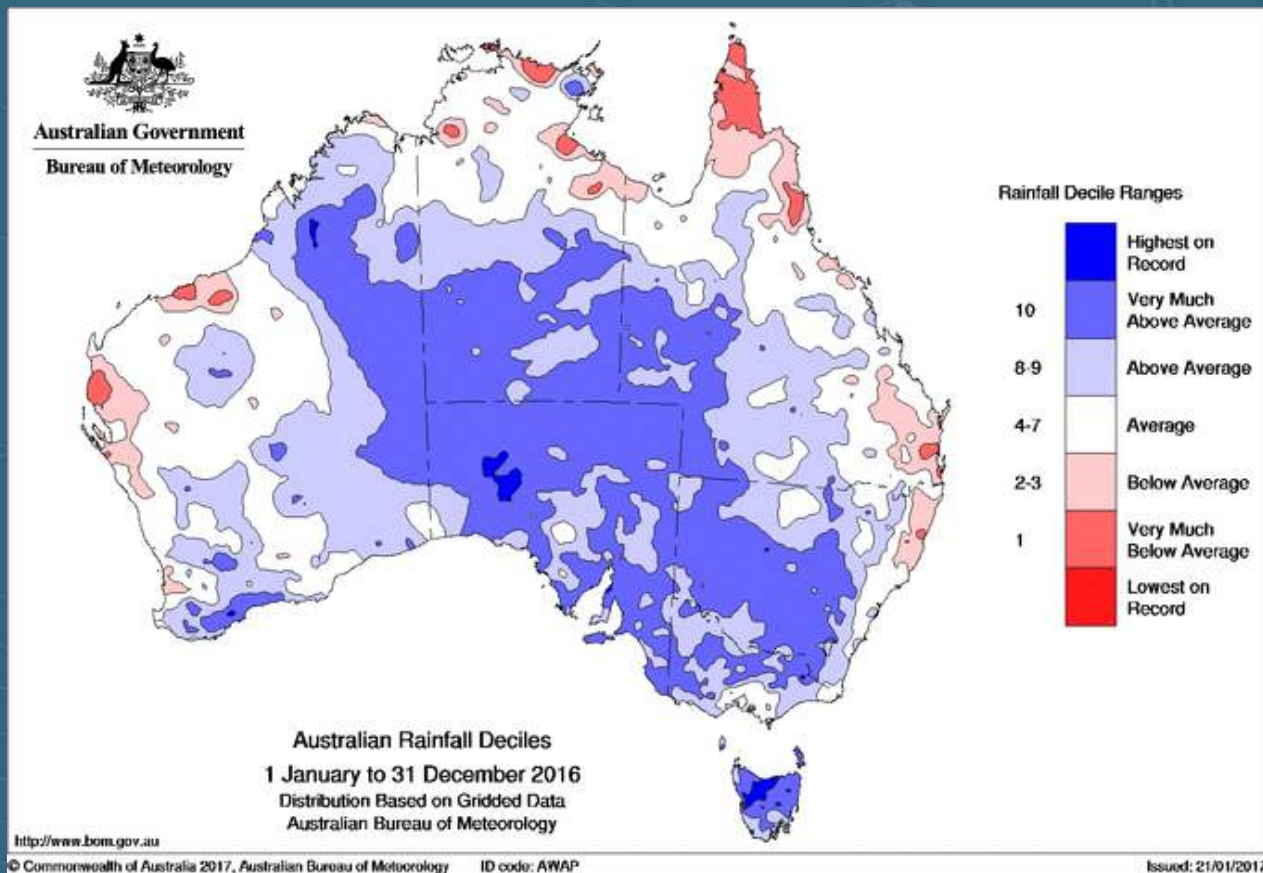 Australian Government
Bureau of Meteorology
Rainfall Decile Ranges
Highest on
Record
10
Very Much
Above Average
8-9
Above Average
4-7
Average
2-3
Below Average
1
Very Much
Below Average
Lowest on
Record
Australian Rainfall Deciles
1 January to 31 December 2016
Distribution Based on Gridded Data
Australian Bureau of Meteorology
http://www.bom.gov.au
© Commonwealth of Australia 2017, Australian Bureau of Meteorology ID code: AWAP Issued: 21/01/2017